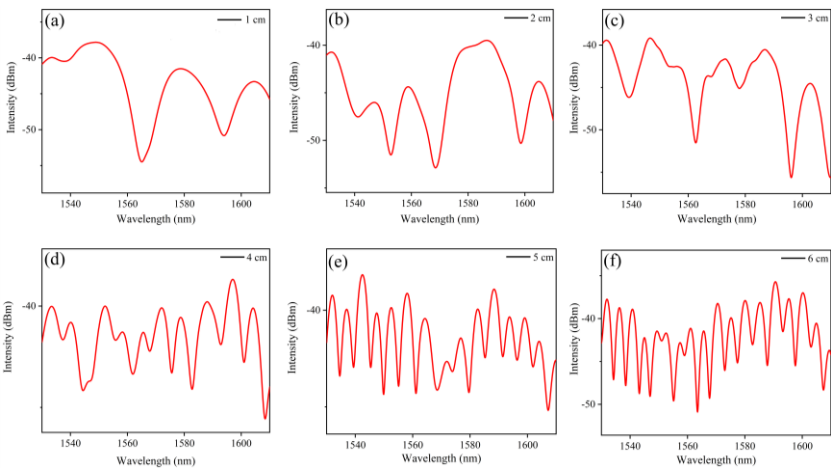 (a)
1 cm
Intensity (dBm)
-40
-50
1540 1560 1580 1600
Wavelength (nm)
(b)
2 cm
Intensity (dBm)
-40
-50
1540 1560 1580 1600
Wavelength (nm)
(c)
3 cm
Intensity (dBm)
-40
-50
1540 1560 1580 1600
Wavelength (nm)
(d)
4 cm
Intensity (dBm)
-40
1540 1560 1580 1600
Wavelength (nm)
(e)
5 cm
Intensity (dBm)
-40
1540 1560 1580 1600
Wavelength (nm)
(f)
6 cm
Intensity (dBm)
-40
-50
1540 1560 1580 1600
Wavelength (nm)